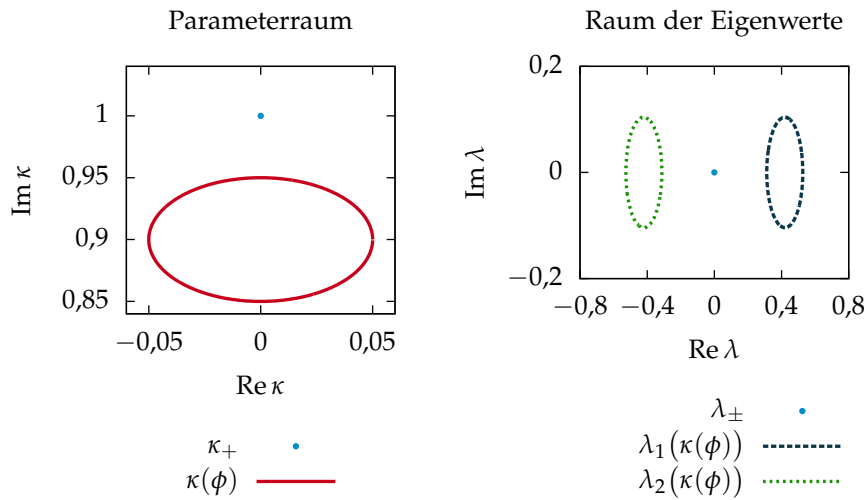 Parameterraum
Im κ
1
0,95
0,9
0,85
−0,05
0
0,05
Re κ
κ+
κ(ϕ)
Raum der Eigenwerte
Im λ
0,2
0
−0,2
−0,8
−0,4
0
0,4
0,8
Re λ
λ±
λ1(κ(ϕ))
λ2(κ(ϕ))